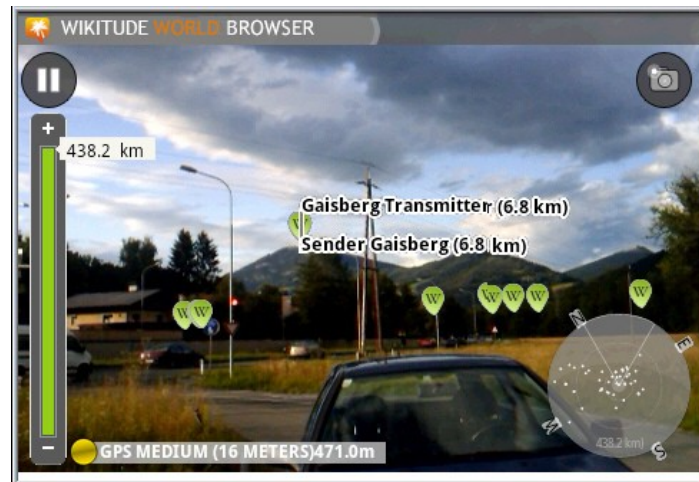 WIKITUDE WORLD BROWSER
+
438.2 km
Gaisberg Transmitter (6.8 km)
Sender Gaisberg (6.8 km)
W
W W
W
W
W
W
W
N
E
W
S
438.2 km)
−
GPS MEDIUM (16 METERS)471.0m